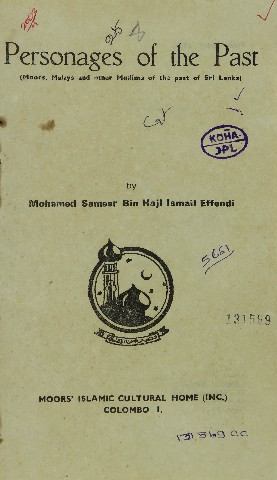 Personages of the Past
(Moors, Malays and other Muslims of the past of Sri Lanka)
Cat
KOHA-
JPL
by
Mohamed Sameer Bin Haji Ismail Effendi
5651
131569
MOORS' ISLAMIC CULTURAL HOME (INC.)
COLOMBO 1.
131569 CC